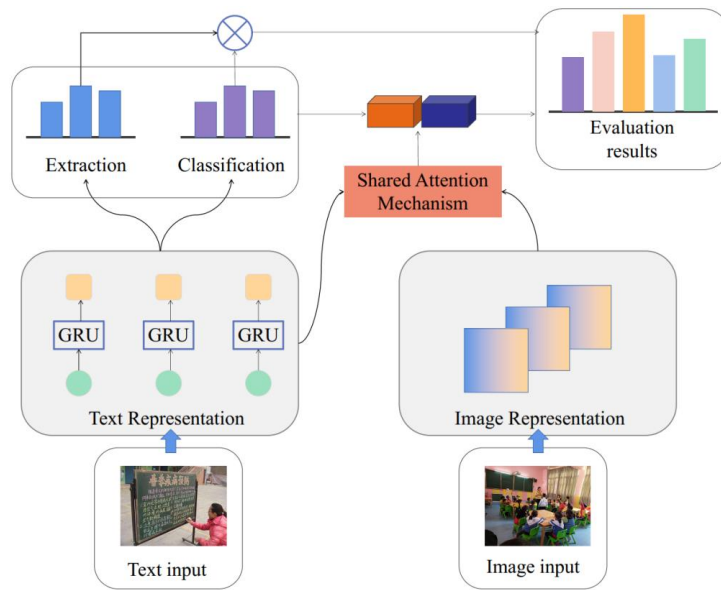 Extraction
Classification
Evaluation
results
Shared Attention
Mechanism
GRU
GRU
GRU
Text Representation
Image Representation
Text input
Image input